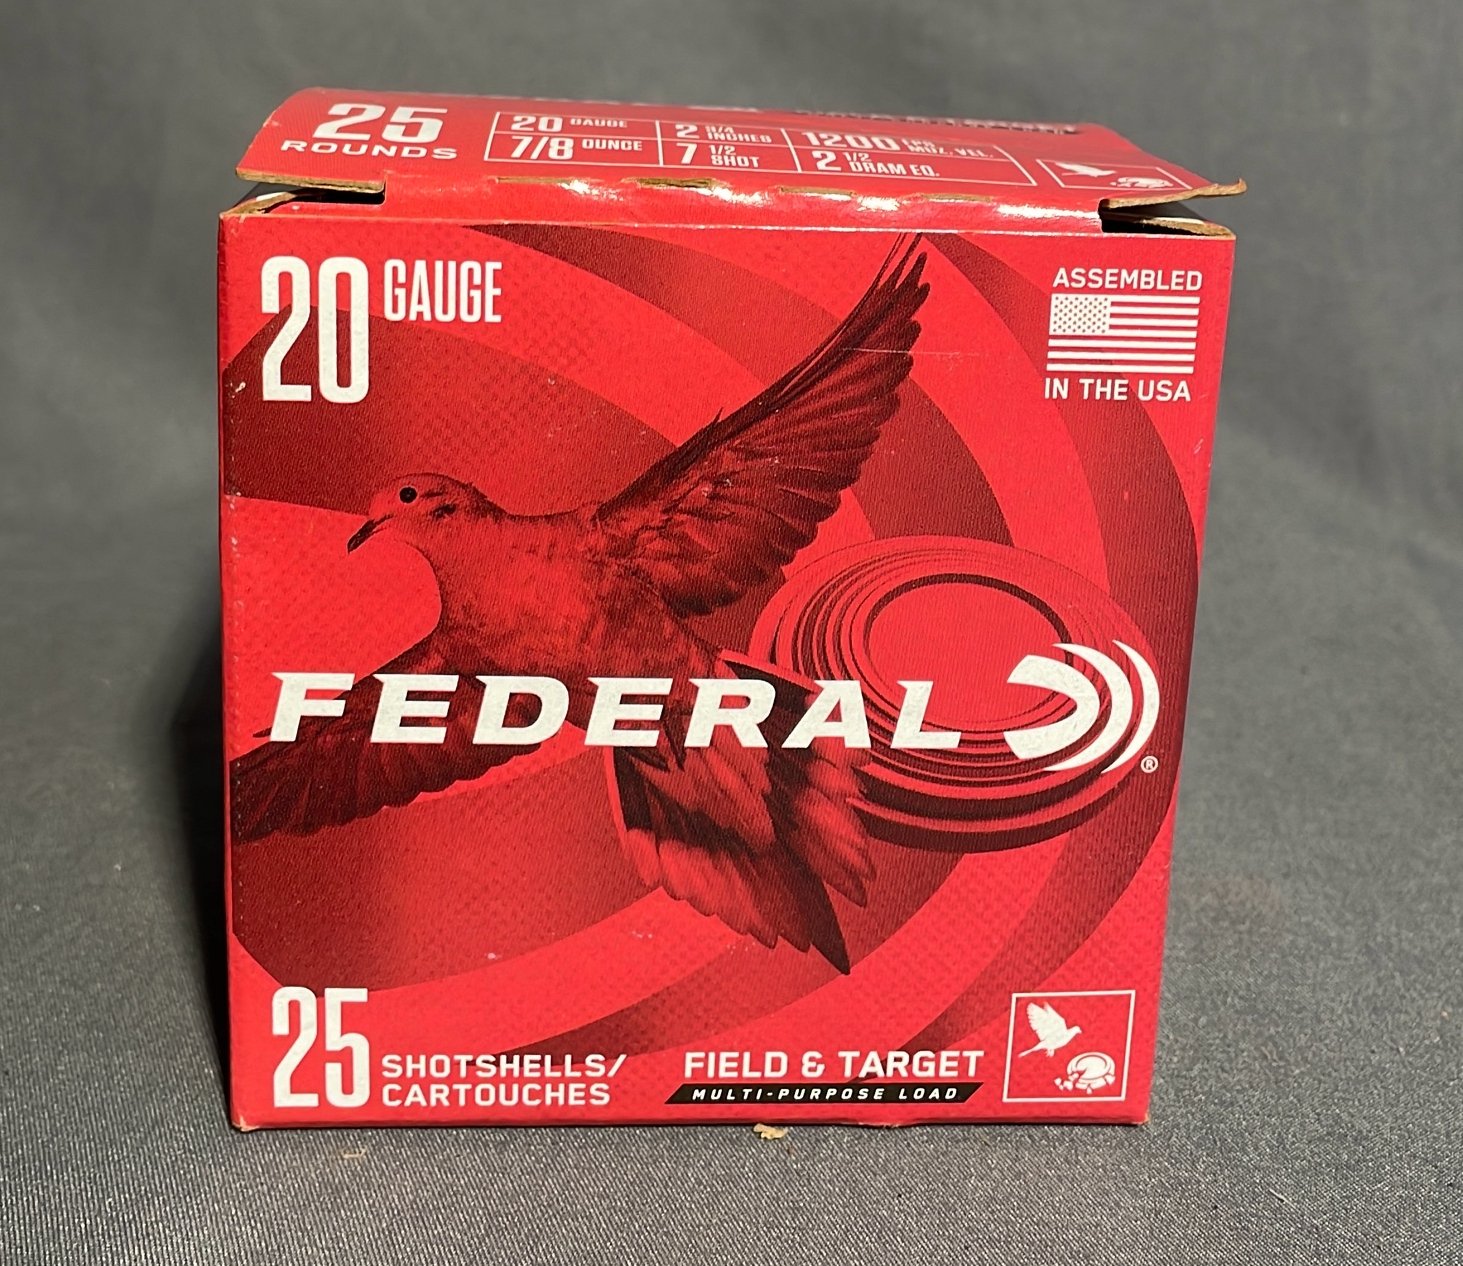 25
ROUNDS
20 GAUGE
2 3/4 INCHES
1200 FPS MUZ. VEL.
7/8 OUNCE
7 1/2 SHOT
2 1/2 DRAM EQ.
20 GAUGE
ASSEMBLED
IN THE USA
FEDERAL
®
25 SHOTSHELLS/
CARTOUCHES
FIELD & TARGET
MULTI-PURPOSE LOAD